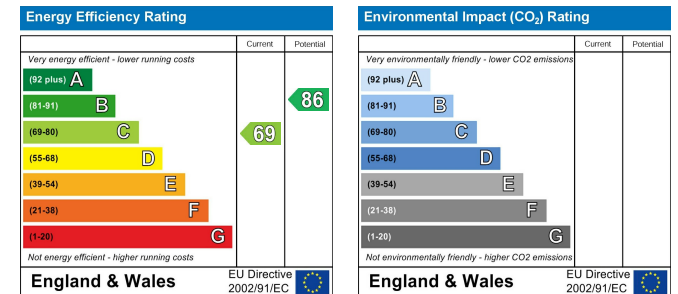 Energy Efficiency Rating
Current Potential
Very energy efficient - lower running costs
(92 plus) A
(81-91) B
(69-80) C
(55-68) D
(39-54) E
(21-38) F
(1-20) G
69
86
Not energy efficient - higher running costs
England & Wales
EU Directive
2002/91/EC
Environmental Impact (CO₂) Rating
Current Potential
Very environmentally friendly - lower CO2 emissions
(92 plus) A
(81-91) B
(69-80) C
(55-68) D
(39-54) E
(21-38) F
(1-20) G
Not environmentally friendly - higher CO2 emissions
England & Wales
EU Directive
2002/91/EC